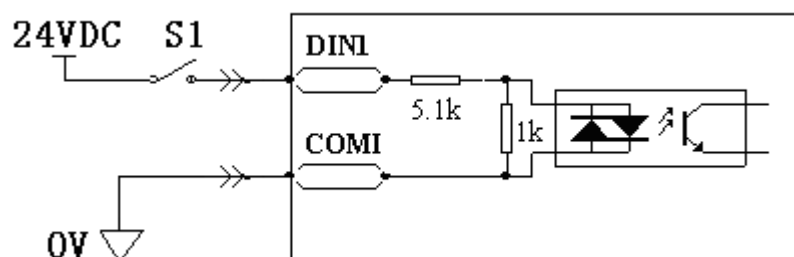 24VDC S1
DIN1
5.1k
1k
COMI
0V